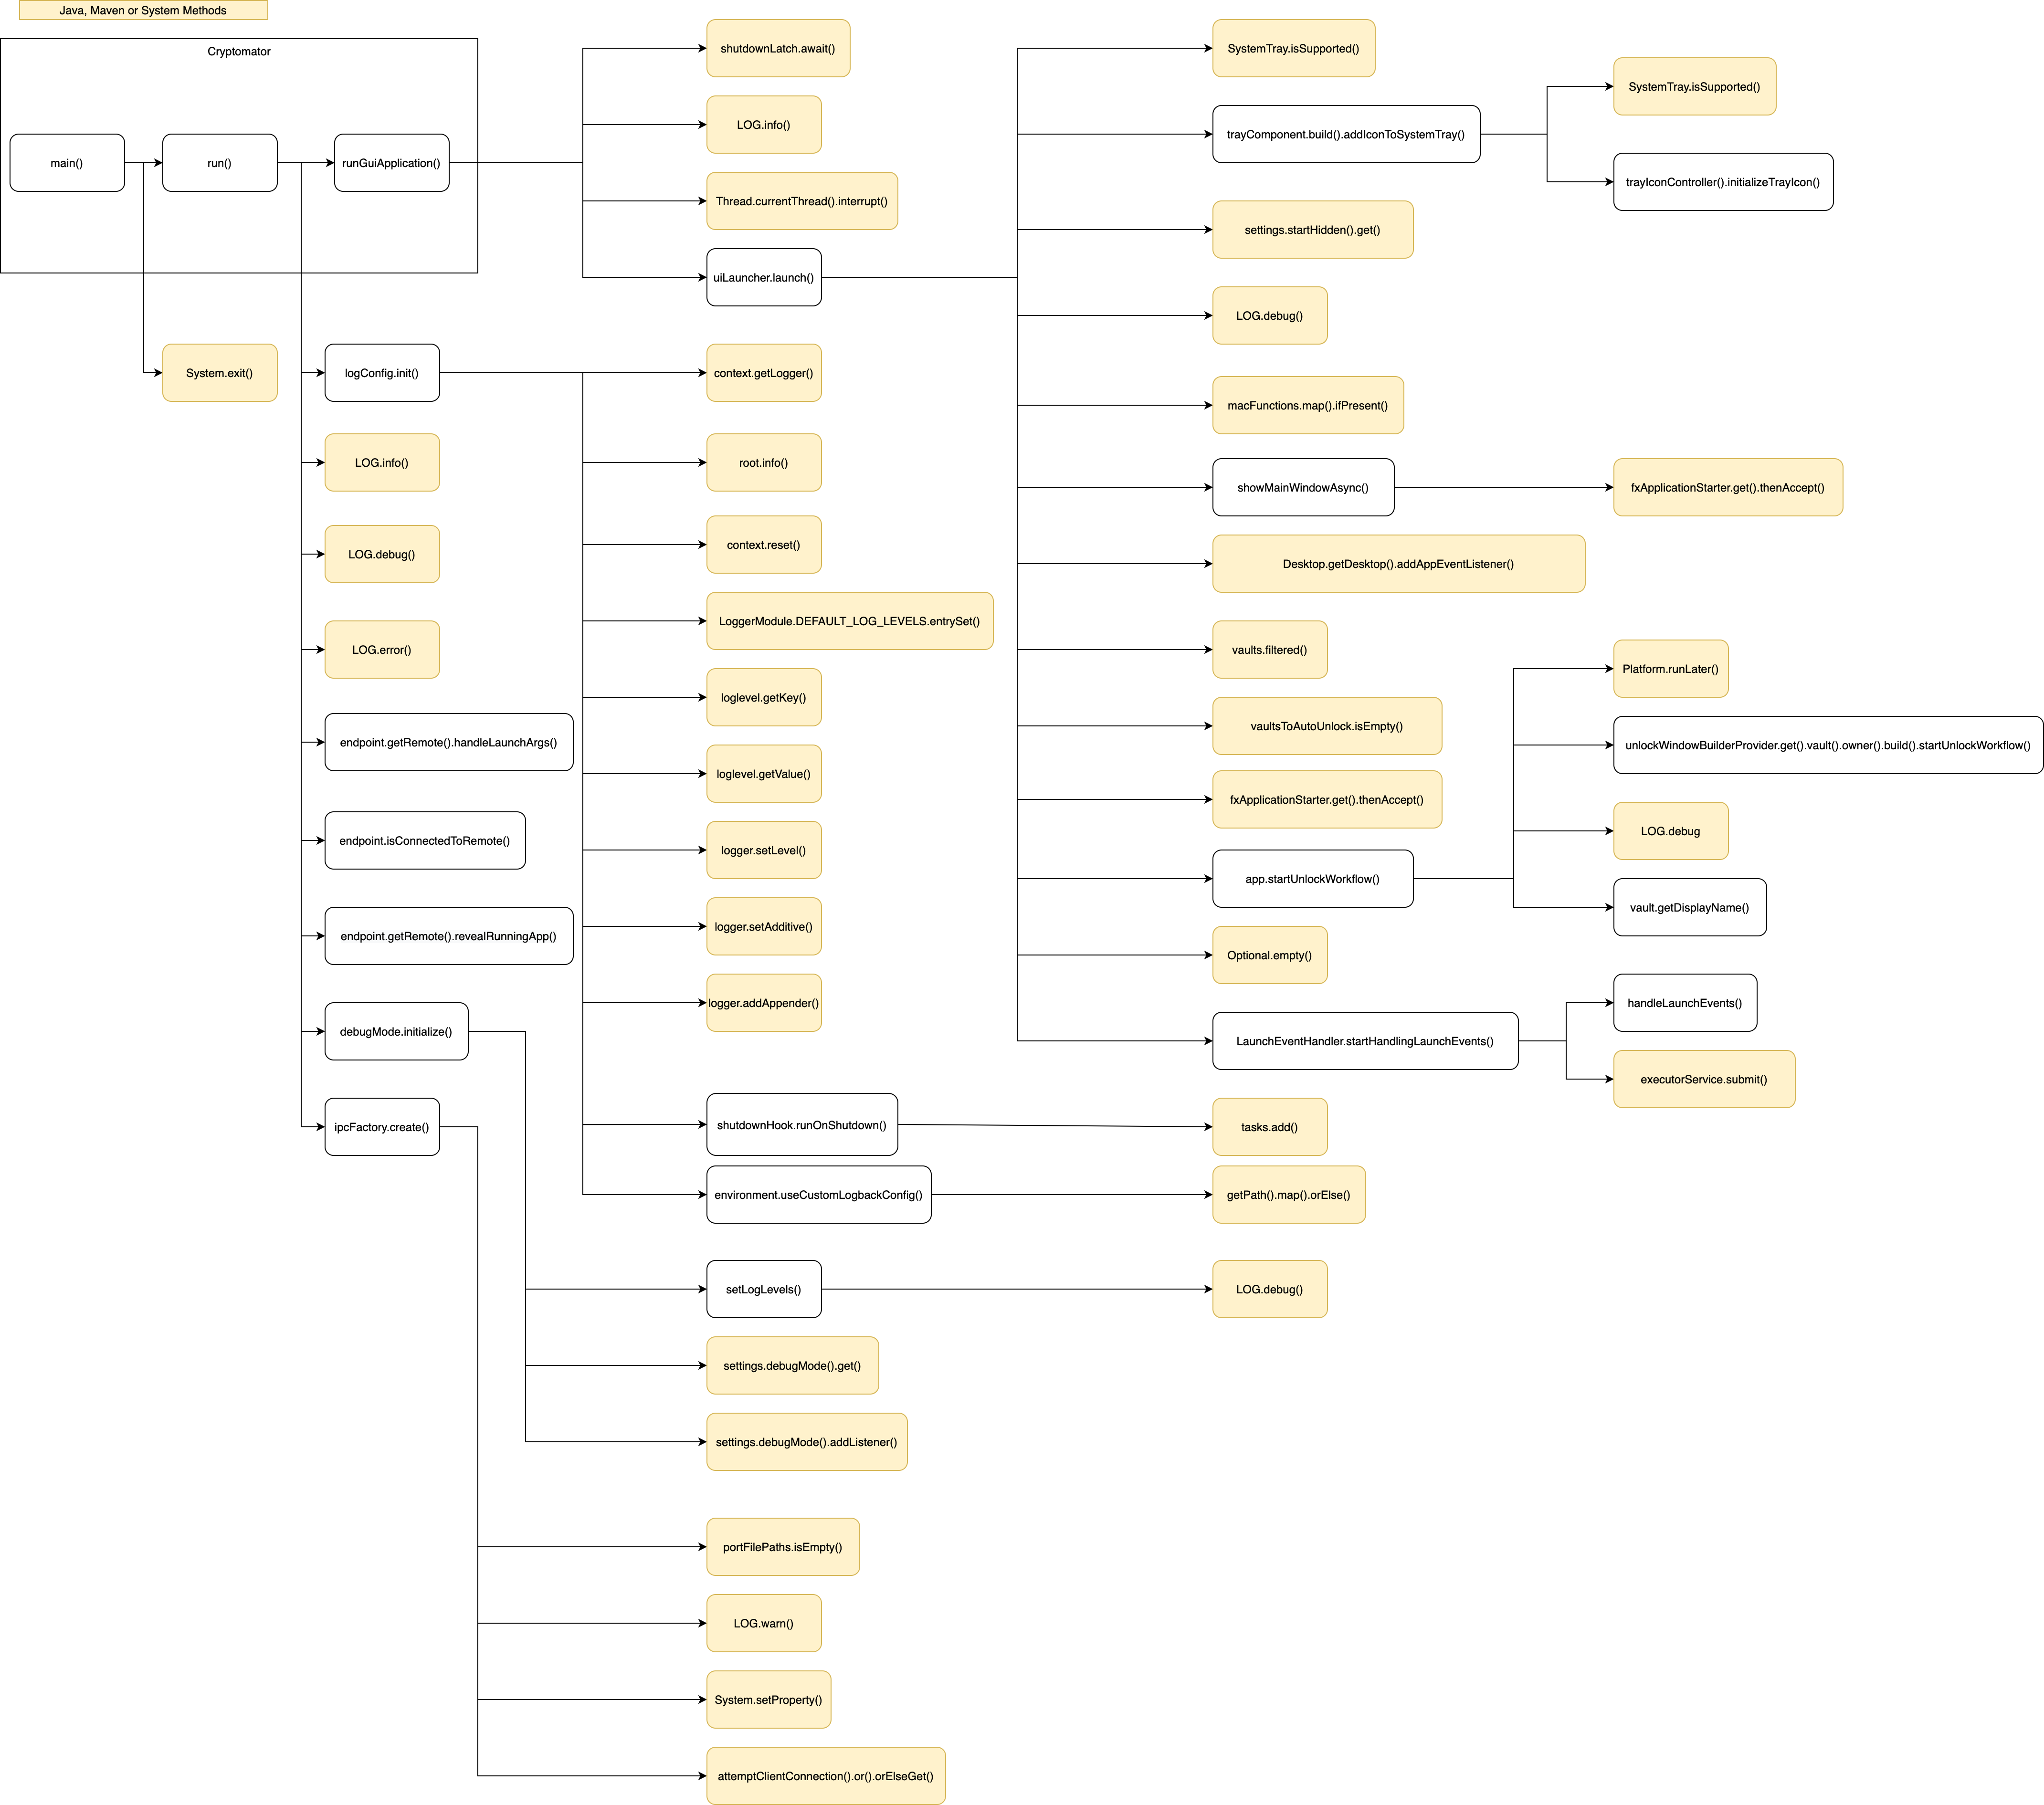 Java, Maven or System Methods
Cryptomator
main()
run()
runGuiApplication()
System.exit()
logConfig.init()
LOG.info()
LOG.debug()
LOG.error()
endpoint.getRemote().handleLaunchArgs()
endpoint.isConnectedToRemote()
endpoint.getRemote().revealRunningApp()
debugMode.initialize()
ipcFactory.create()
shutdownLatch.await()
LOG.info()
Thread.currentThread().interrupt()
uiLauncher.launch()
context.getLogger()
root.info()
context.reset()
LoggerModule.DEFAULT_LOG_LEVELS.entrySet()
loglevel.getKey()
loglevel.getValue()
logger.setLevel()
logger.setAdditive()
logger.addAppender()
shutdownHook.runOnShutdown()
environment.useCustomLogbackConfig()
setLogLevels()
settings.debugMode().get()
settings.debugMode().addListener()
portFilePaths.isEmpty()
LOG.warn()
System.setProperty()
attemptClientConnection().or().orElseGet()
SystemTray.isSupported()
trayComponent.build().addIconToSystemTray()
settings.startHidden().get()
LOG.debug()
macFunctions.map().ifPresent()
showMainWindowAsync()
Desktop.getDesktop().addAppEventListener()
vaults.filtered()
vaultsToAutoUnlock.isEmpty()
fxApplicationStarter.get().thenAccept()
app.startUnlockWorkflow()
Optional.empty()
LaunchEventHandler.startHandlingLaunchEvents()
tasks.add()
getPath().map().orElse()
LOG.debug()
SystemTray.isSupported()
trayIconController().initializeTrayIcon()
fxApplicationStarter.get().thenAccept()
Platform.runLater()
unlockWindowBuilderProvider.get().vault().owner().build().startUnlockWorkflow()
LOG.debug
vault.getDisplayName()
handleLaunchEvents()
executorService.submit()